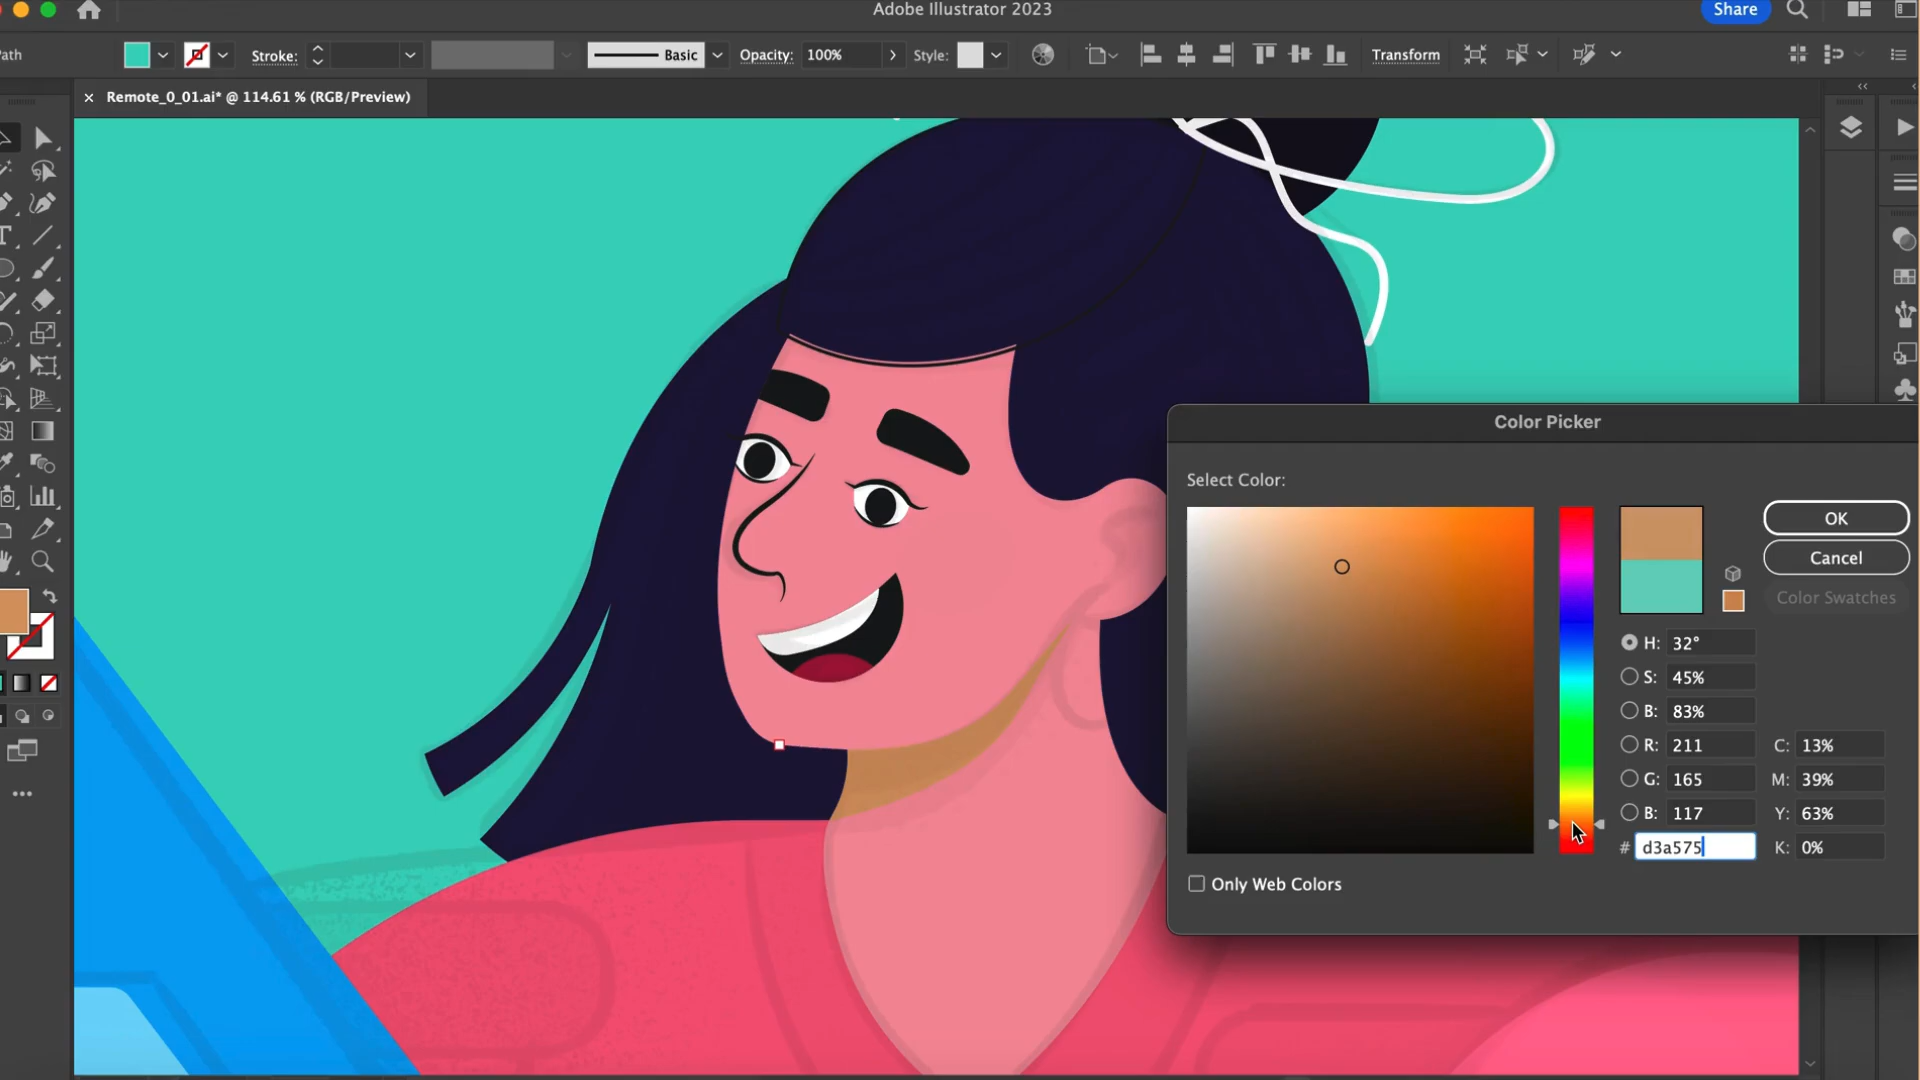 Adobe Illustrator 2023
Share
ath
Stroke:
Basic
Opacity:
100%
Style:
Transform
× Remote_0_01.ai* @ 114.61 % (RGB/Preview)
Color Picker
Select Color:
OK
Cancel
Color Swatches
H: 32°
S: 45%
B: 83%
R: 211
C: 13%
G: 165
M: 39%
B: 117
Y: 63%
# d3a575
K: 0%
Only Web Colors